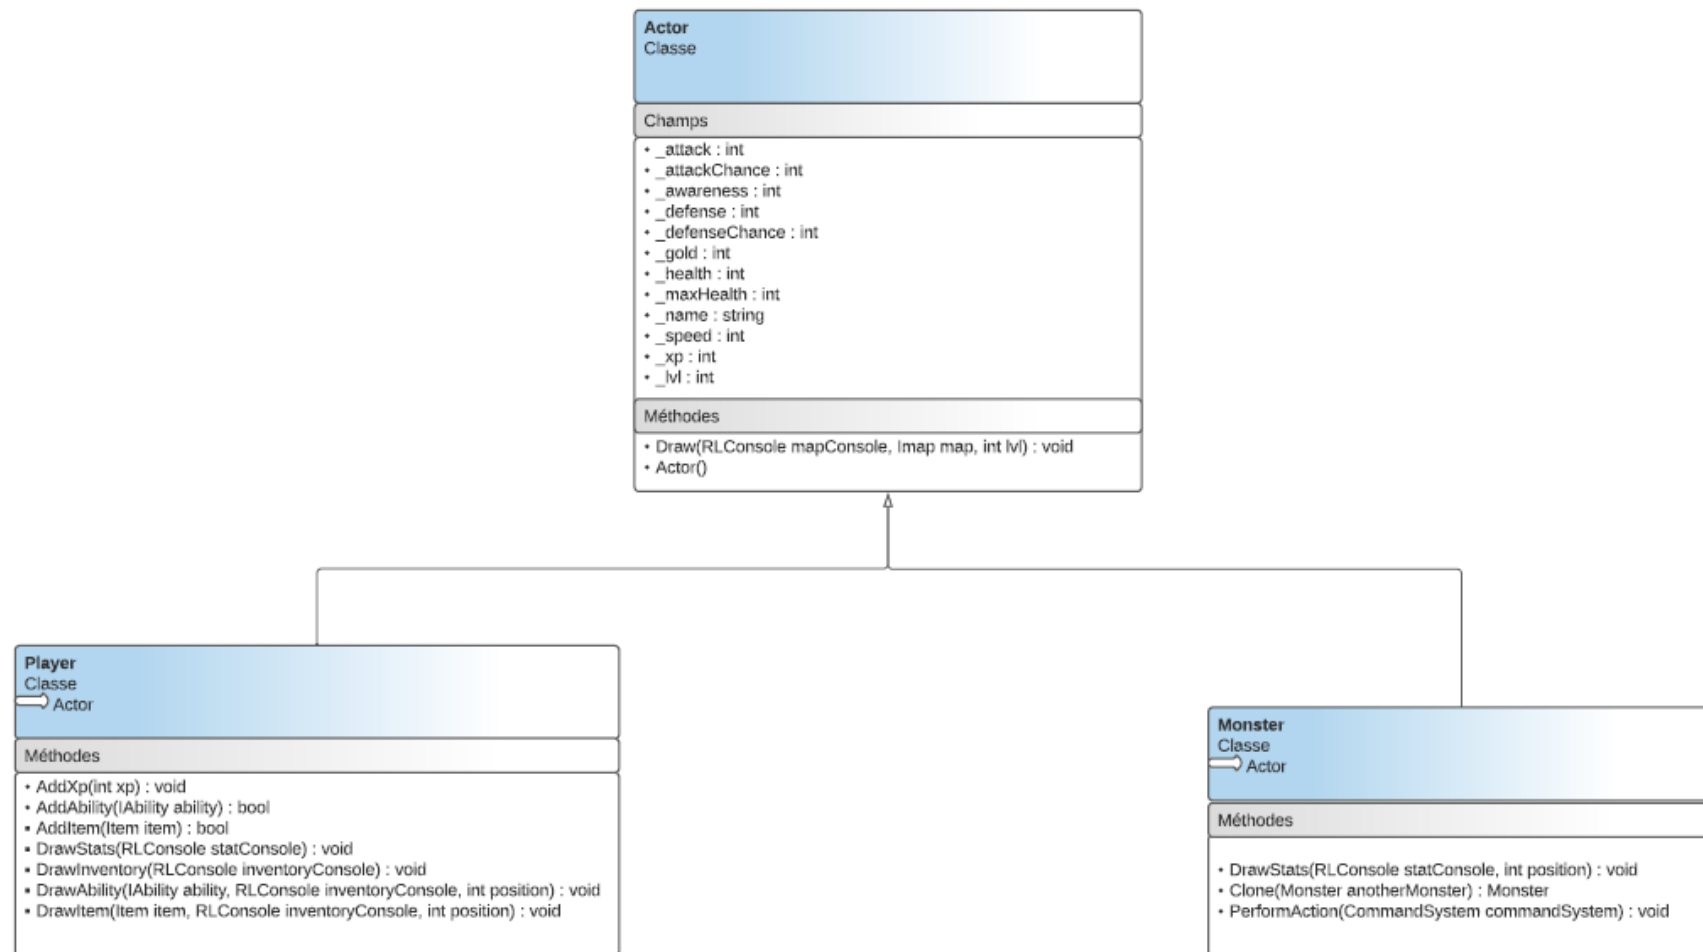 Actor
Classe
Champs
• _attack : int
• _attackChance : int
• _awareness : int
• _defense : int
• _defenseChance : int
• _gold : int
• _health : int
• _maxHealth : int
• _name : string
• _speed : int
• _xp : int
• _lvl : int
Méthodes
• Draw(RLConsole mapConsole, Imap map, int lvl) : void
• Actor()
Player
Classe
Actor
Méthodes
• AddXp(int xp) : void
• AddAbility(IAbility ability) : bool
▪ AddItem(Item item) : bool
▪ DrawStats(RLConsole statConsole) : void
▪ DrawInventory(RLConsole inventoryConsole) : void
▪ DrawAbility(IAbility ability, RLConsole inventoryConsole, int position) : void
▪ DrawItem(Item item, RLConsole inventoryConsole, int position) : void
Monster
Classe
Actor
Méthodes
• DrawStats(RLConsole statConsole, int position) : void
• Clone(Monster anotherMonster) : Monster
• PerformAction(CommandSystem commandSystem) : void